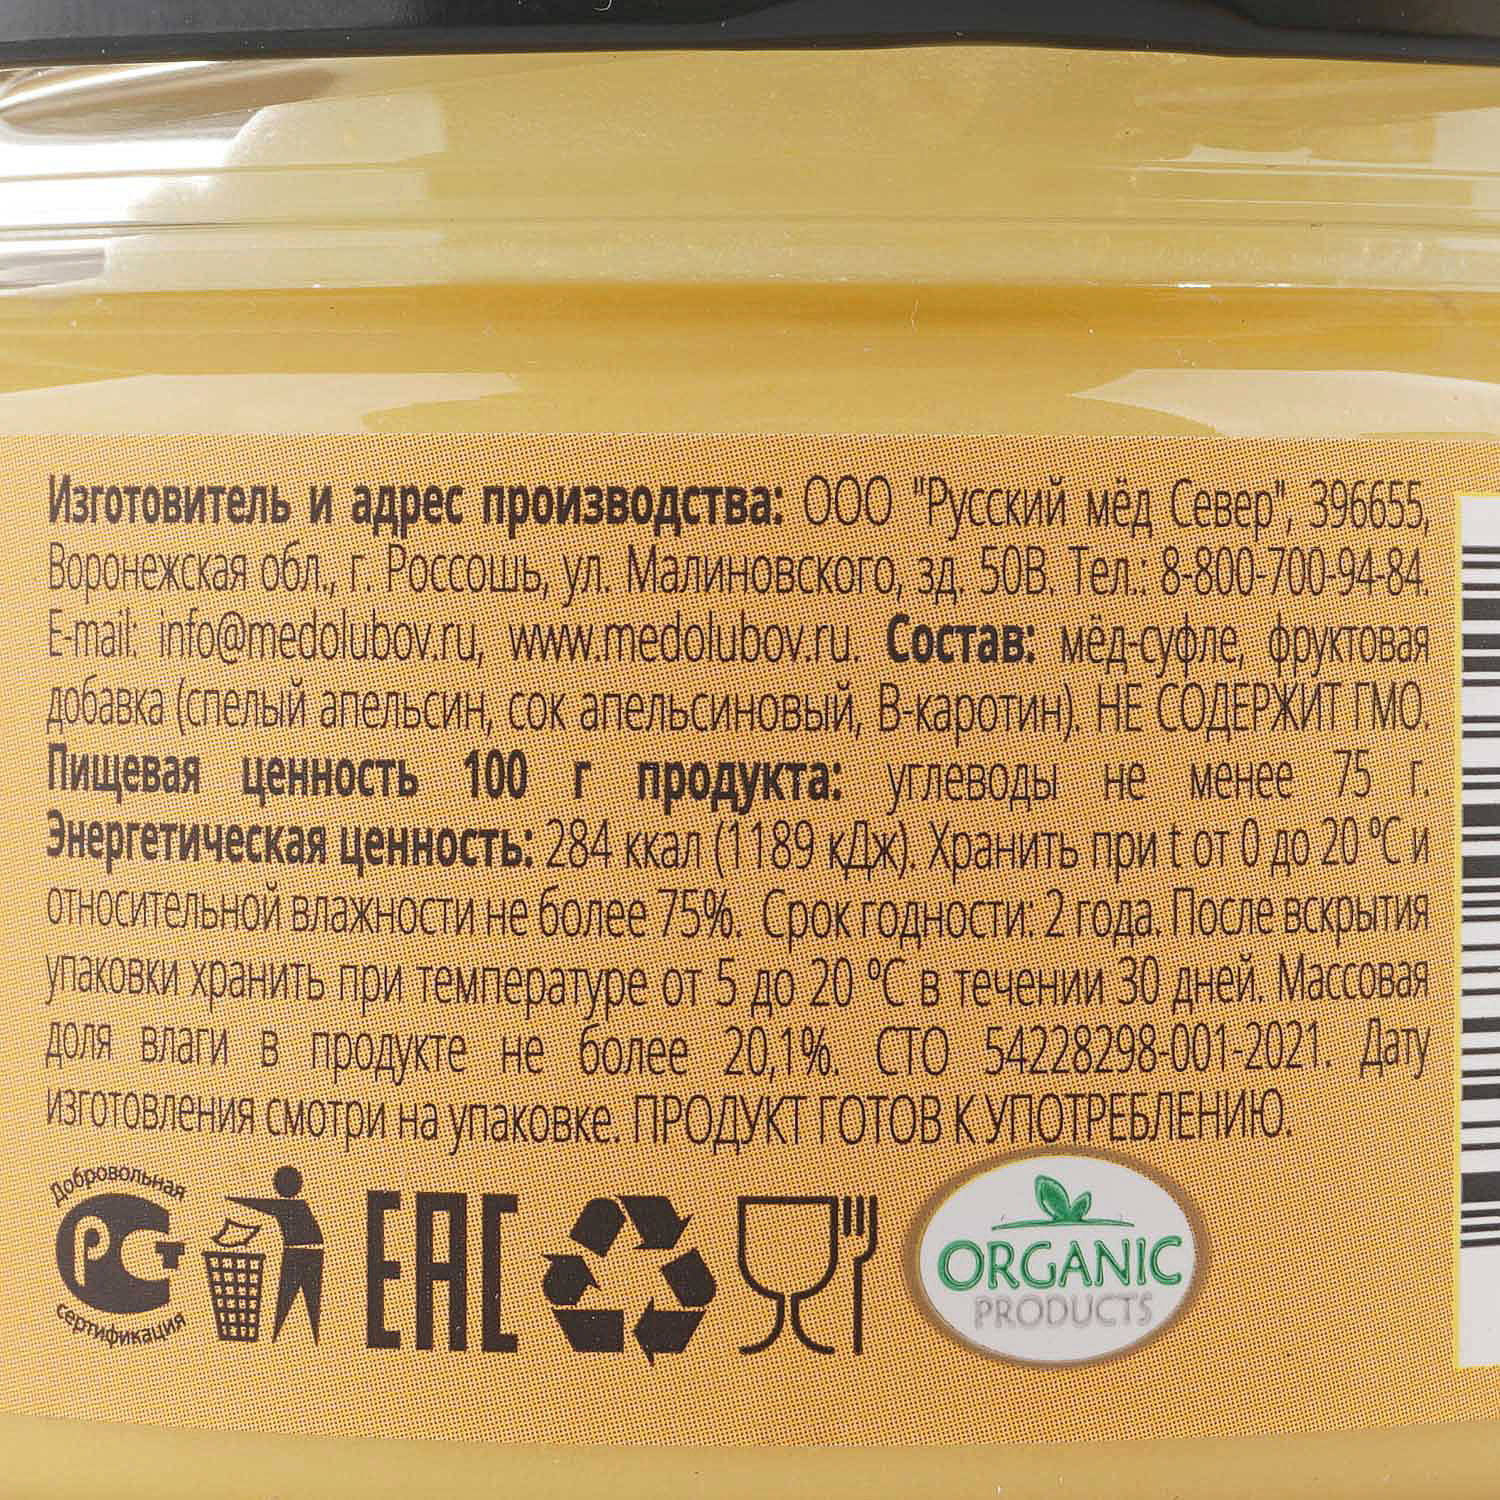 Изготовитель и адрес производства: ООО "Русский мёд Север", 396655,
Воронежская обл., г. Россошь, ул. Малиновского, зд. 50В. Тел.: 8-800-700-94-84.
E-mail: info@medolubov.ru, www.medolubov.ru. Состав: мёд-суфле, фруктовая
добавка (спелый апельсин, сок апельсиновый, В-каротин). НЕ СОДЕРЖИТ ГМО.
Пищевая ценность 100 г продукта: углеводы не менее 75 г.
Энергетическая ценность: 284 ккал (1189 кДж). Хранить при t от 0 до 20 °С и
относительной влажности не более 75%. Срок годности: 2 года. После вскрытия
упаковки хранить при температуре от 5 до 20 °С в течении 30 дней. Массовая
доля влаги в продукте не более 20,1%. СТО 54228298-001-2021. Дату
изготовления смотри на упаковке. ПРОДУКТ ГОТОВ К УПОТРЕБЛЕНИЮ.
Добровольная
РСТ
сертификация
EAC
ORGANIC
PRODUCTS